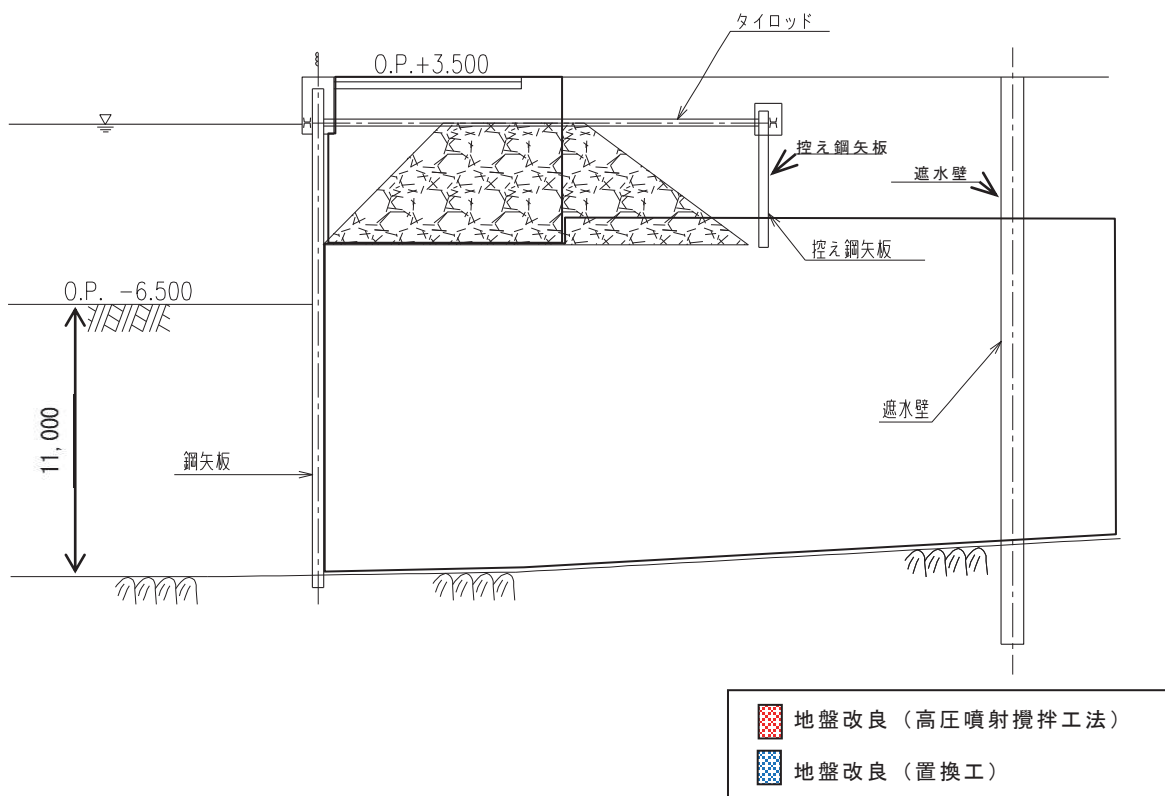 タイロッド
O.P.+3.500
控え鋼矢板
遮水壁
控え鋼矢板
O.P. -6.500
11,000
遮水壁
鋼矢板
地盤改良（高圧噴射攪拌工法）
地盤改良（置換工）